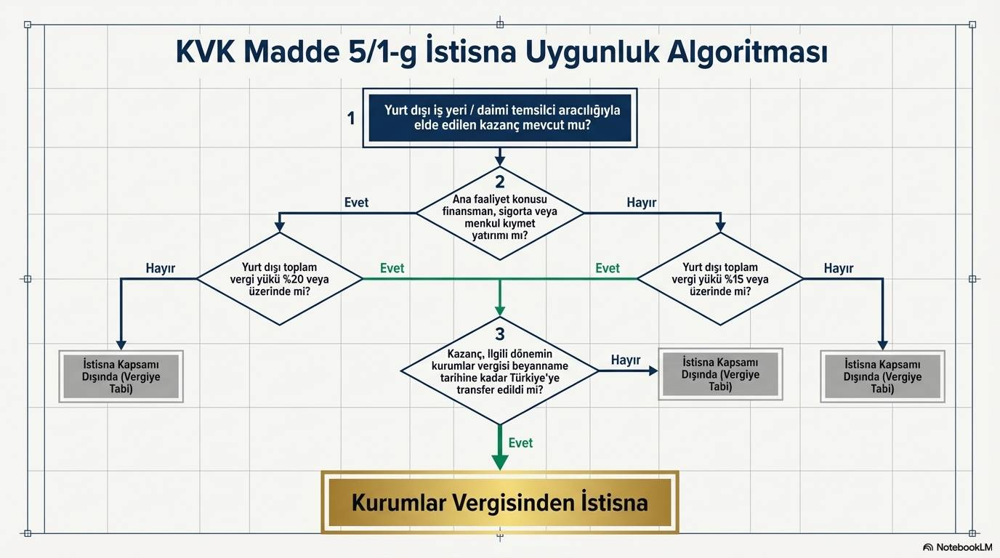 KVK Madde 5/1-g İstisna Uygunluk Algoritması
1
Yurt dışı iş yeri / daimi temsilci aracılığıyla
elde edilen kazanç mevcut mu?
2
Ana faaliyet konusu
finansman, sigorta veya
menkul kıymet
yatırımı mı?
Evet
Hayır
Yurt dışı toplam
vergi yükü %20 veya
üzerinde mi?
Hayır
Evet
Evet
Yurt dışı toplam
vergi yükü %15 veya
üzerinde mi?
Hayır
3
Kazanç, Ilgili dönemin
kurumlar vergisi beyanname
tarihine kadar Türkiye'ye
transfer edildi mi?
Hayır
İstisna Kapsamı
Dışında (Vergiye
Tabi)
İstisna Kapsamı
Dışında (Vergiye
Tabi)
İstisna Kapsamı
Dışında (Vergiye
Tabi)
Evet
Kurumlar Vergisinden İstisna
NotebookLM